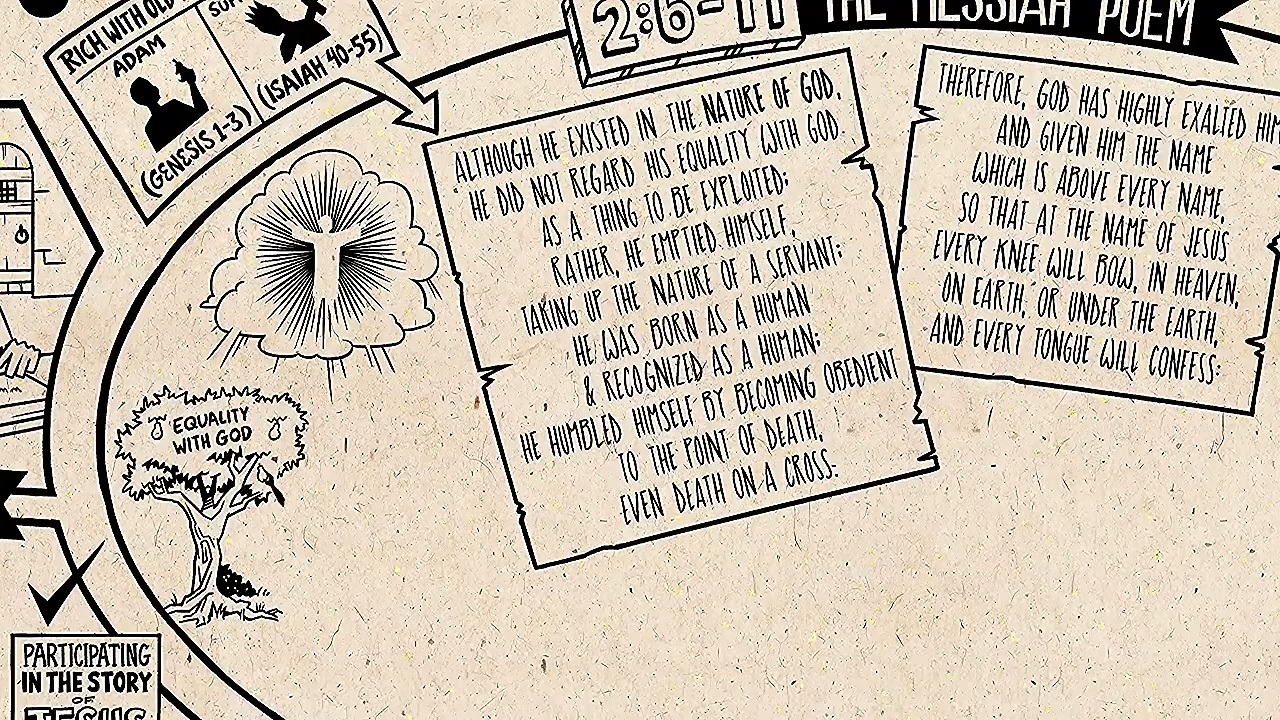 RICH WITH OLD
ADAM
(GENESIS 1-3)
(ISAIAH 40-55)
2:6-11
THE MESSIAH POEM
ALTHOUGH HE EXISTED IN THE NATURE OF GOD,
HE DID NOT REGARD HIS EQUALITY WITH GOD
AS A THING TO BE EXPLOITED;
RATHER, HE EMPTIED HIMSELF,
TAKING UP THE NATURE OF A SERVANT;
HE WAS BORN AS A HUMAN
& RECOGNIZED AS A HUMAN;
HE HUMBLED HIMSELF BY BECOMING OBEDIENT
TO THE POINT OF DEATH,
EVEN DEATH ON A CROSS.
THEREFORE, GOD HAS HIGHLY EXALTED HIM
AND GIVEN HIM THE NAME
WHICH IS ABOVE EVERY NAME,
SO THAT AT THE NAME OF JESUS
EVERY KNEE WILL BOW, IN HEAVEN,
ON EARTH, OR UNDER THE EARTH,
AND EVERY TONGUE WILL CONFESS:
EQUALITY
WITH GOD
PARTICIPATING
IN THE STORY
OF
JESUS